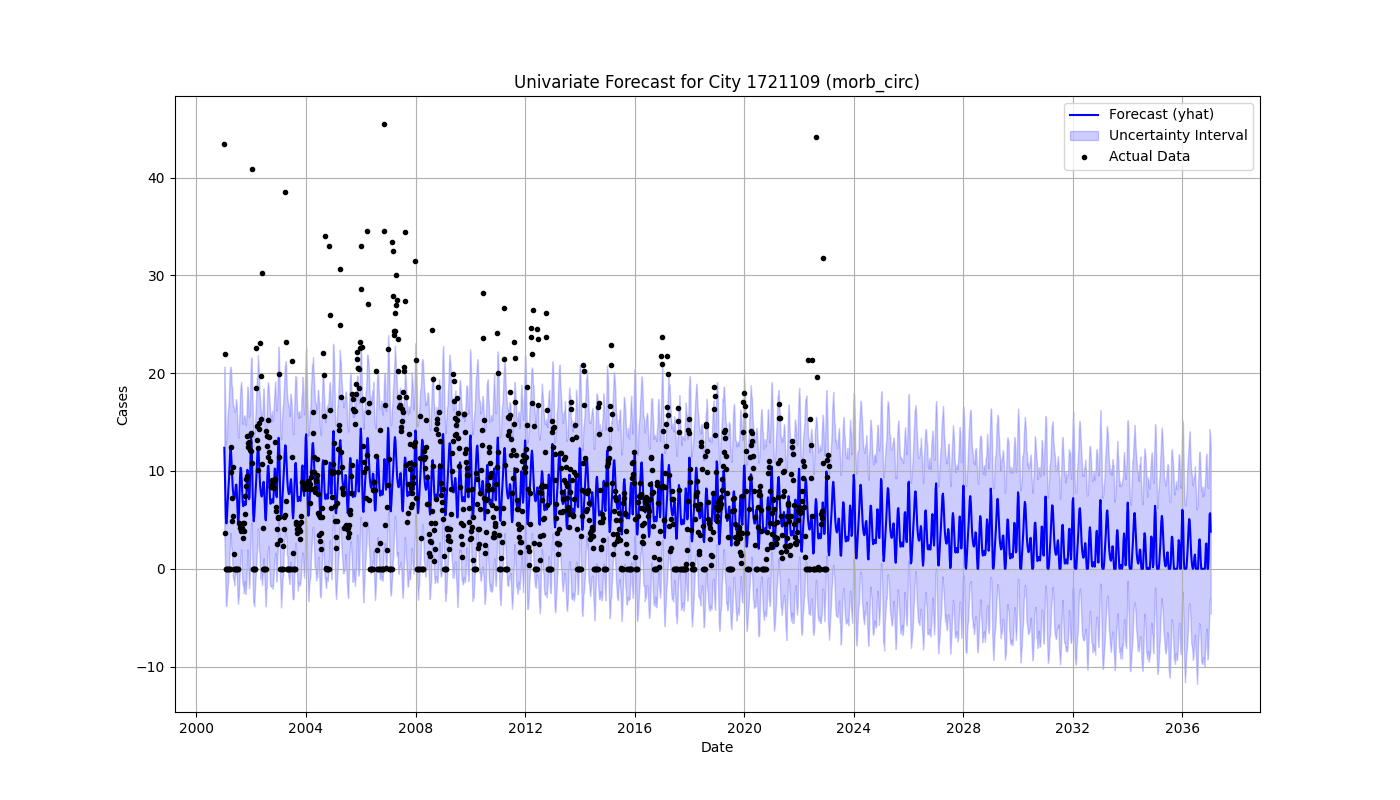 Univariate Forecast for City 1721109 (morb_circ)
Forecast (yhat)
Uncertainty Interval
Actual Data
Cases
40
30
20
10
0
−10
2000 2004 2008 2012 2016 2020 2024 2028 2032 2036
Date